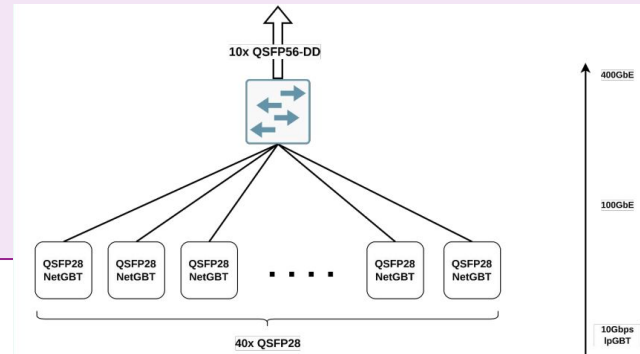 10x QSFP56-DD
400GbE
100GbE
QSFP28
NetGBT
QSFP28
NetGBT
QSFP28
NetGBT
QSFP28
NetGBT
QSFP28
NetGBT
10Gbps
lpGBT
40x QSFP28